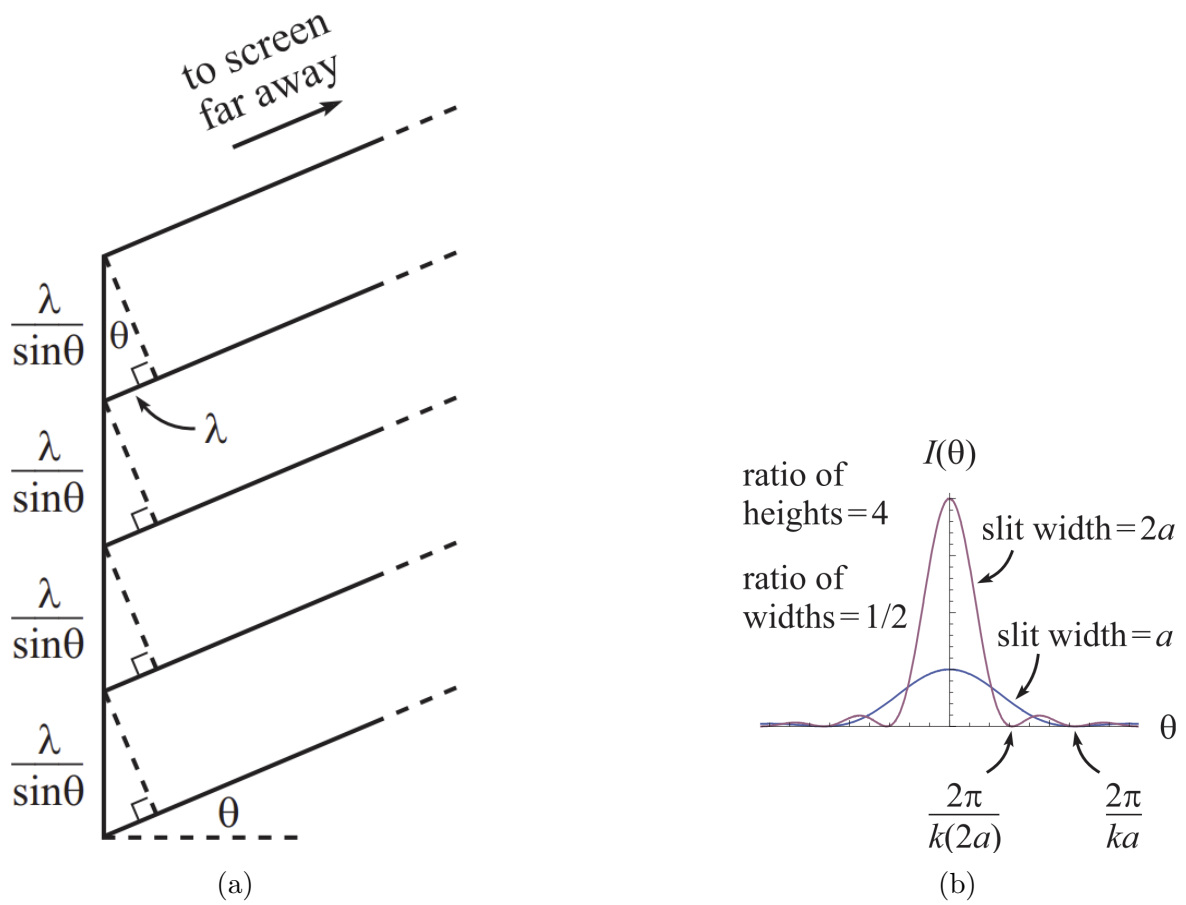 to screen
far away
λ
sinθ
θ
λ
λ
sinθ
λ
sinθ
λ
sinθ
θ
(a)
I(θ)
ratio of
heights=4
slit width=2a
ratio of
widths=1/2
slit width=a
θ
2π
k(2a)
2π
ka
(b)